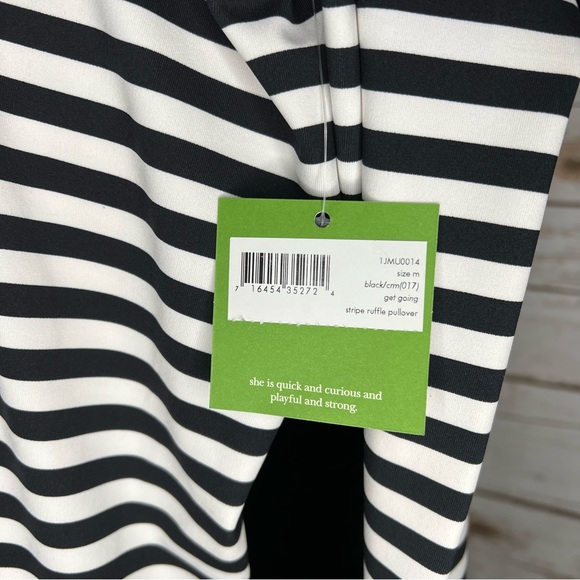 1JMU0014
size m
black/crm(017)
get going
stripe ruffle pullover
7 16454 35272 4
she is quick and curious and
playful and strong.